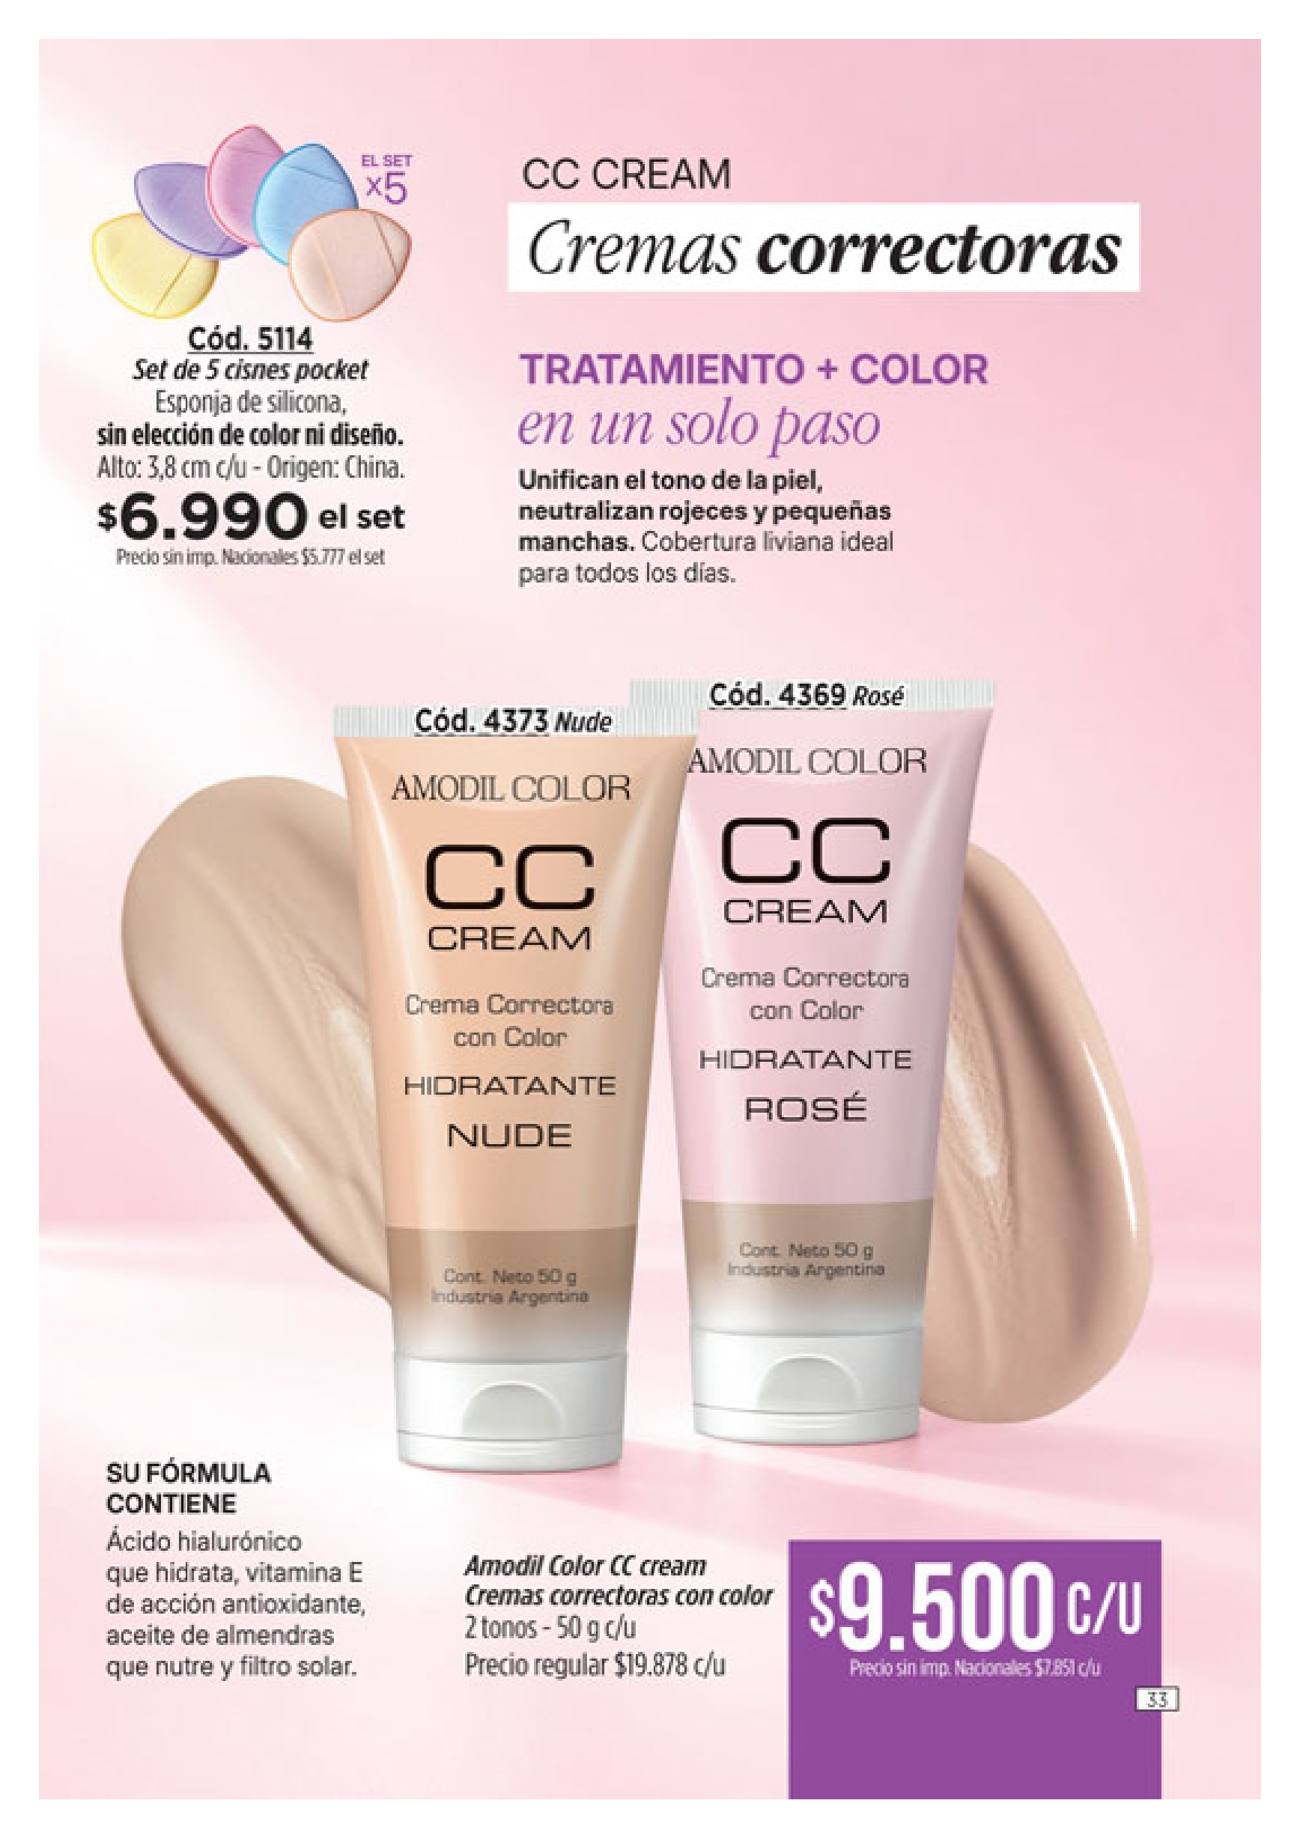 EL SET
x5
Cód. 5114
Set de 5 cisnes pocket
Esponja de silicona,
sin elección de color ni diseño.
Alto: 3,8 cm c/u - Origen: China.
$6.990 el set
Precio sin imp. Nacionales $5.777 el set
CC CREAM
Cremas correctoras
TRATAMIENTO + COLOR
en un solo paso
Unifican el tono de la piel,
neutralizan rojeces y pequeñas
manchas. Cobertura liviana ideal
para todos los días.
Cód. 4373 Nude
AMODIL COLOR
CC
CREAM
Crema Correctora
con Color
HIDRATANTE
NUDE
Cont. Neto 50 g
Industria Argentina
Cód. 4369 Rosé
AMODIL COLOR
CC
CREAM
Crema Correctora
con Color
HIDRATANTE
ROSÉ
Cont. Neto 50 g
Industria Argentina
SU FÓRMULA
CONTIENE
Ácido hialurónico
que hidrata, vitamina E
de acción antioxidante,
aceite de almendras
que nutre y filtro solar.
Amodil Color CC cream
Cremas correctoras con color
2 tonos - 50 g c/u
Precio regular $19.878 c/u
$9.500 C/U
Precio sin imp. Nacionales $7.851 c/u
33